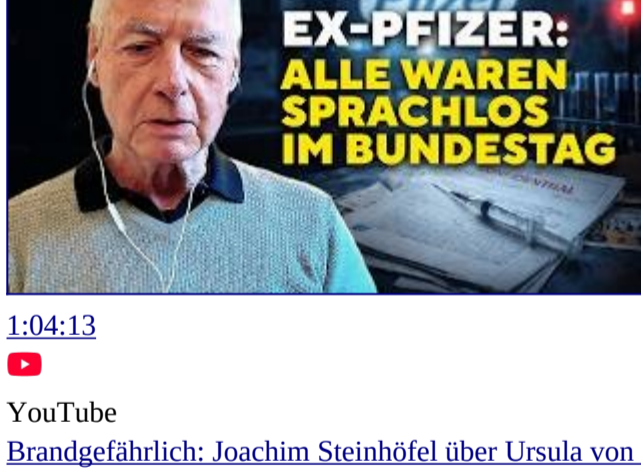 EX-PFIZER:
ALLE WAREN
SPRACHLOS
IM BUNDESTAG
1:04:13
YouTube
Brandgefährlich: Joachim Steinhöfel über Ursula von